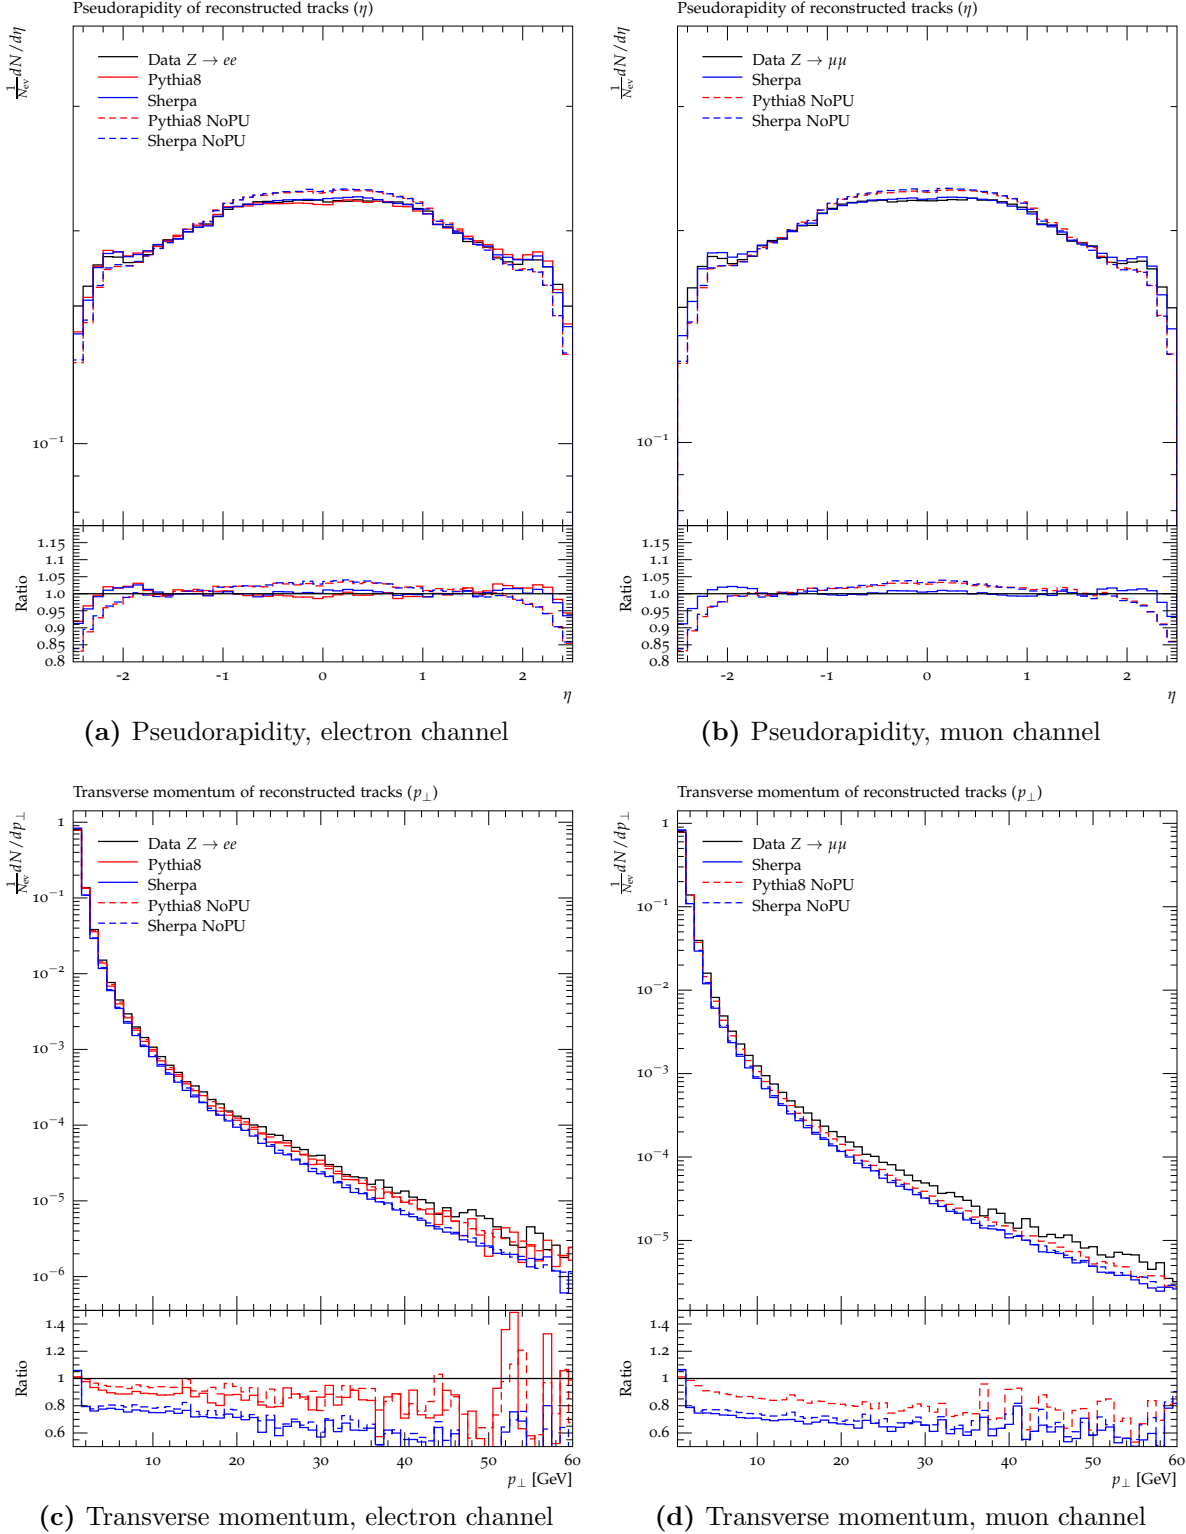 Pseudorapidity of reconstructed tracks (η)
1/N_ev dN/dη
Data Z → ee
Pythia8
Sherpa
Pythia8 NoPU
Sherpa NoPU
10⁻¹
Ratio
1.15
1.1
1.05
1.0
0.95
0.9
0.85
0.8
-2 -1 0 1 2
η
(a) Pseudorapidity, electron channel
Pseudorapidity of reconstructed tracks (η)
1/N_ev dN/dη
Data Z → μμ
Sherpa
Pythia8 NoPU
Sherpa NoPU
10⁻¹
Ratio
1.15
1.1
1.05
1.0
0.95
0.9
0.85
0.8
-2 -1 0 1 2
η
(b) Pseudorapidity, muon channel
Transverse momentum of reconstructed tracks (p⊥)
1/N_ev dN/dp⊥
Data Z → ee
Pythia8
Sherpa
Pythia8 NoPU
Sherpa NoPU
1
10⁻¹
10⁻²
10⁻³
10⁻⁴
10⁻⁵
10⁻⁶
Ratio
1.4
1.2
1
0.8
0.6
10 20 30 40 50 60
p⊥ [GeV]
(c) Transverse momentum, electron channel
Transverse momentum of reconstructed tracks (p⊥)
1/N_ev dN/dp⊥
Data Z → μμ
Sherpa
Pythia8 NoPU
Sherpa NoPU
1
10⁻¹
10⁻²
10⁻³
10⁻⁴
10⁻⁵
Ratio
1.4
1.2
1
0.8
0.6
10 20 30 40 50 60
p⊥ [GeV]
(d) Transverse momentum, muon channel